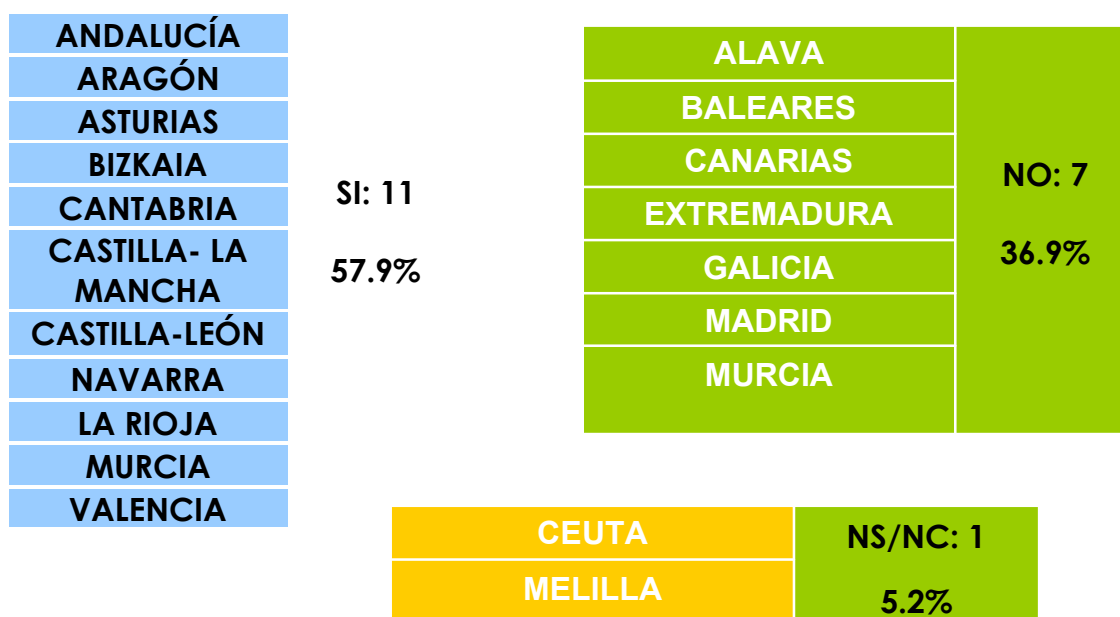 ANDALUCÍA
ARAGÓN
ASTURIAS
BIZKAIA
CANTABRIA
CASTILLA- LA
MANCHA
CASTILLA-LEÓN
NAVARRA
LA RIOJA
MURCIA
VALENCIA
SI: 11
57.9%
ALAVA
BALEARES
CANARIAS
EXTREMADURA
GALICIA
MADRID
MURCIA
NO: 7
36.9%
CEUTA
MELILLA
NS/NC: 1
5.2%